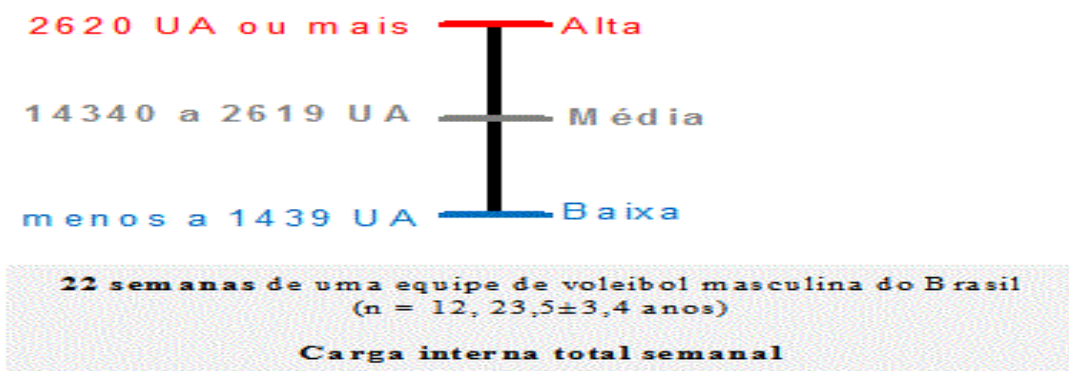 2620 UA ou mais Alta
14340 a 2619 UA Média
menos a 1439 UA Baixa
22 semanas de uma equipe de voleibol masculina do Brasil
(n = 12, 23,5±3,4 anos)
Carga interna total semanal